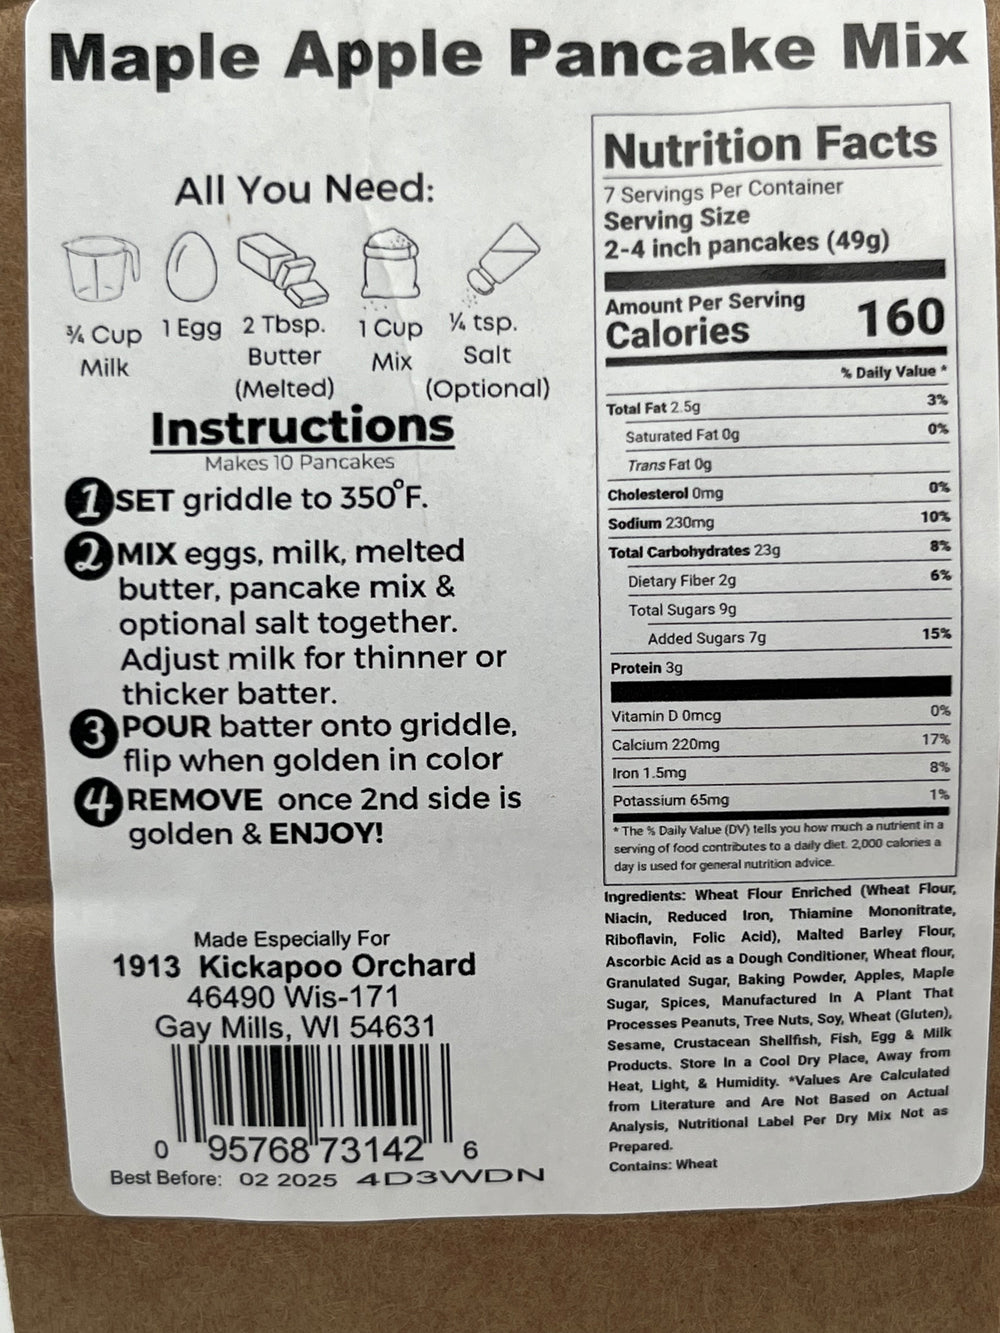 Maple Apple Pancake Mix
All You Need:
¾ Cup
Milk
1 Egg
2 Tbsp.
Butter
(Melted)
1 Cup
Mix
¼ tsp.
Salt
(Optional)
Instructions
Makes 10 Pancakes
1 SET griddle to 350°F.
2 MIX eggs, milk, melted
butter, pancake mix &
optional salt together.
Adjust milk for thinner or
thicker batter.
3 POUR batter onto griddle,
flip when golden in color
4 REMOVE once 2nd side is
golden & ENJOY!
Made Especially For
1913 Kickapoo Orchard
46490 Wis-171
Gay Mills, WI 54631
0 95768 73142 6
Best Before: 02 2025 4D3WDN
Nutrition Facts
7 Servings Per Container
Serving Size
2-4 inch pancakes (49g)
Amount Per Serving
Calories 160
% Daily Value *
Total Fat 2.5g 3%
Saturated Fat 0g 0%
Trans Fat 0g
Cholesterol 0mg 0%
Sodium 230mg 10%
Total Carbohydrates 23g 8%
Dietary Fiber 2g 6%
Total Sugars 9g
Added Sugars 7g 15%
Protein 3g
Vitamin D 0mcg 0%
Calcium 220mg 17%
Iron 1.5mg 8%
Potassium 65mg 1%
* The % Daily Value (DV) tells you how much a nutrient in a
serving of food contributes to a daily diet. 2,000 calories a
day is used for general nutrition advice.
Ingredients: Wheat Flour Enriched (Wheat Flour,
Niacin, Reduced Iron, Thiamine Mononitrate,
Riboflavin, Folic Acid), Malted Barley Flour,
Ascorbic Acid as a Dough Conditioner, Wheat flour,
Granulated Sugar, Baking Powder, Apples, Maple
Sugar, Spices, Manufactured In A Plant That
Processes Peanuts, Tree Nuts, Soy, Wheat (Gluten),
Sesame, Crustacean Shellfish, Fish, Egg & Milk
Products. Store In a Cool Dry Place, Away from
Heat, Light, & Humidity. *Values Are Calculated
from Literature and Are Not Based on Actual
Analysis, Nutritional Label Per Dry Mix Not as
Prepared.
Contains: Wheat